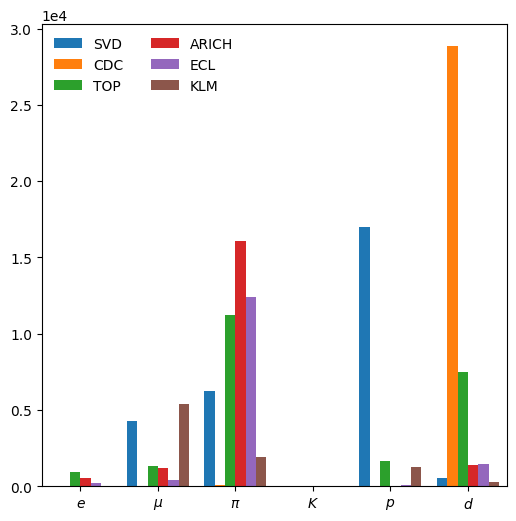 1e4
3.0
2.5
2.0
1.5
1.0
0.5
0.0
SVD
CDC
TOP
ARICH
ECL
KLM
e μ π K p d